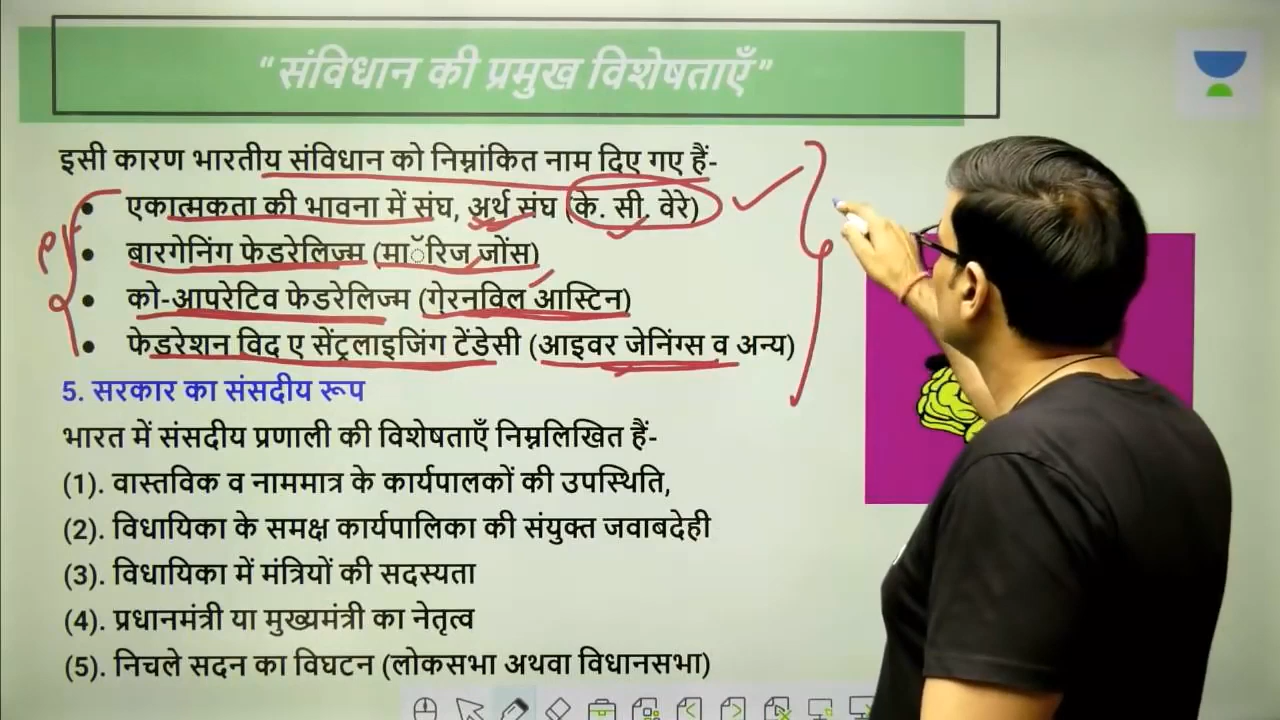 “संविधान की प्रमुख विशेषताएँ”
इसी कारण भारतीय संविधान को निम्नांकित नाम दिए गए हैं-
• एकात्मकता की भावना में संघ, अर्थ संघ (के. सी. वेरे)
• बारगेनिंग फेडरेलिज्म (माॅरिज जोंस)
• को-आपरेटिव फेडरेलिज्म (गे्रनविल आस्टिन)
• फेडरेशन विद ए सेंट्रलाइजिंग टेंडेसी (आइवर जेनिंग्स व अन्य)
5. सरकार का संसदीय रूप
भारत में संसदीय प्रणाली की विशेषताएँ निम्नलिखित हैं-
(1). वास्तविक व नाममात्र के कार्यपालकों की उपस्थिति,
(2). विधायिका के समक्ष कार्यपालिका की संयुक्त जवाबदेही
(3). विधायिका में मंत्रियों की सदस्यता
(4). प्रधानमंत्री या मुख्यमंत्री का नेतृत्व
(5). निचले सदन का विघटन (लोकसभा अथवा विधानसभा)